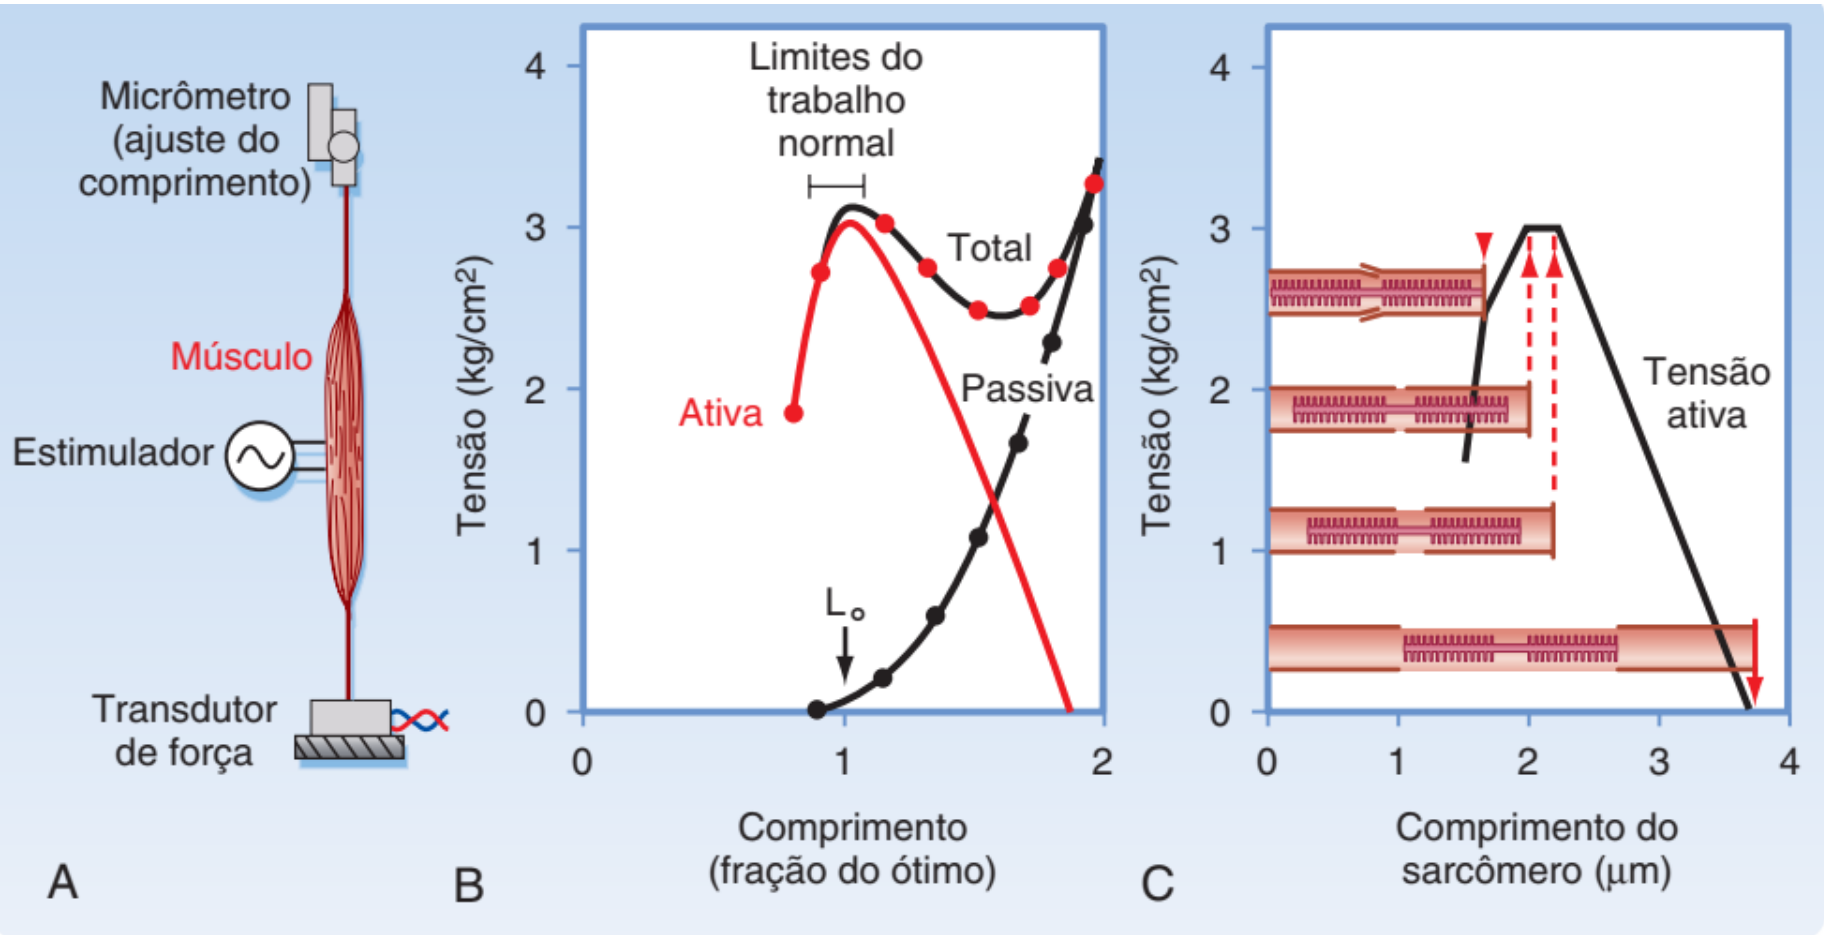 Micrômetro
(ajuste do
comprimento)
Músculo
Estimulador
Transdutor
de força
A
4
3
2
1
0
Tensão (kg/cm²)
Limites do
trabalho
normal
Total
Passiva
Ativa
L₀
0
1
2
Comprimento
(fração do ótimo)
B
4
3
2
1
0
Tensão (kg/cm²)
Tensão
ativa
0
1
2
3
4
Comprimento do
sarcômero (μm)
C